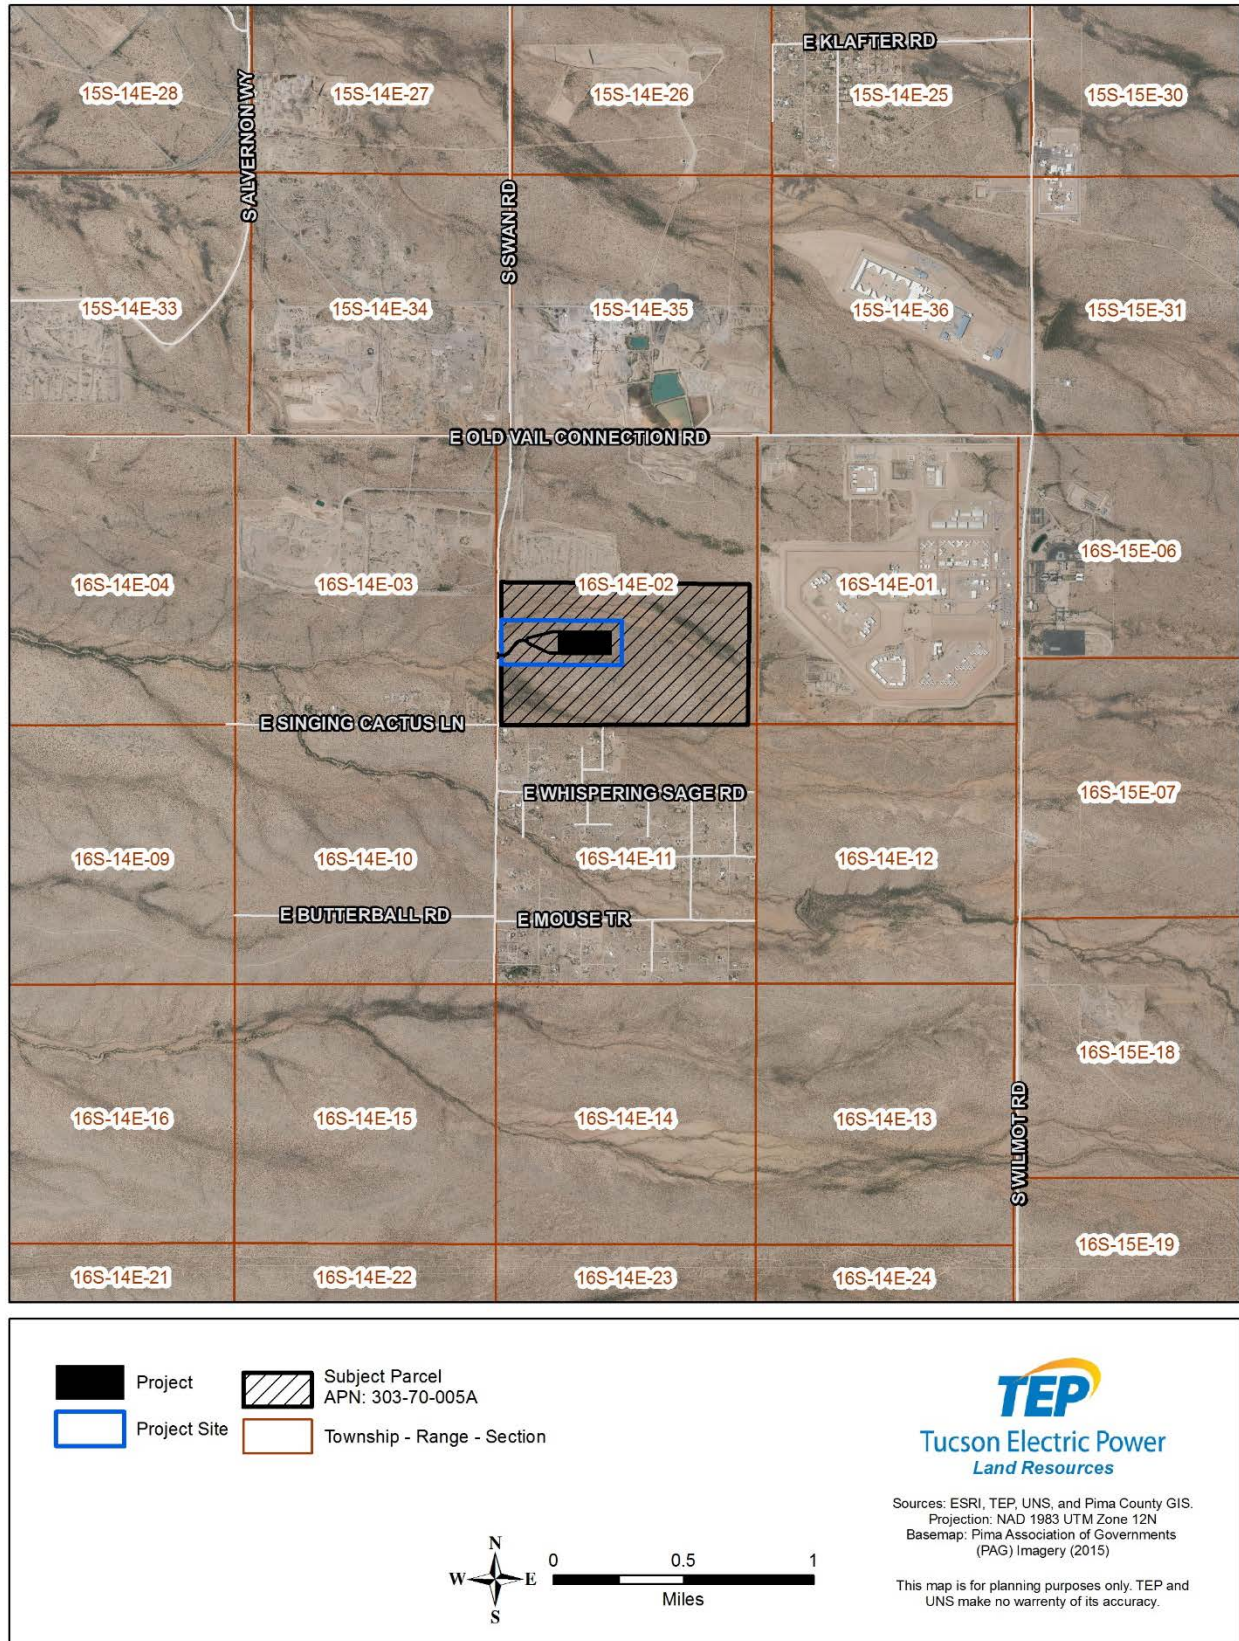 E KLAFTER RD
15S-14E-28
15S-14E-27
15S-14E-26
15S-14E-25
15S-15E-30
S ALVERNON WY
S SWAN RD
15S-14E-33
15S-14E-34
15S-14E-35
15S-14E-36
15S-15E-31
E OLD VAIL CONNECTION RD
16S-14E-04
16S-14E-03
16S-14E-02
16S-14E-01
16S-15E-06
E SINGING CACTUS LN
E WHISPERING SAGE RD
16S-15E-07
16S-14E-09
16S-14E-10
16S-14E-11
16S-14E-12
E BUTTERBALL RD
E MOUSE TR
16S-15E-18
16S-14E-16
16S-14E-15
16S-14E-14
16S-14E-13
S WILMOT RD
16S-15E-19
16S-14E-21
16S-14E-22
16S-14E-23
16S-14E-24
Project
Project Site
Subject Parcel
APN: 303-70-005A
Township - Range - Section
TEP
Tucson Electric Power
Land Resources
Sources: ESRI, TEP, UNS, and Pima County GIS.
Projection: NAD 1983 UTM Zone 12N
Basemap: Pima Association of Governments
(PAG) Imagery (2015)
This map is for planning purposes only. TEP and
UNS make no warrenty of its accuracy.
N
W E
S
0 0.5 1
Miles